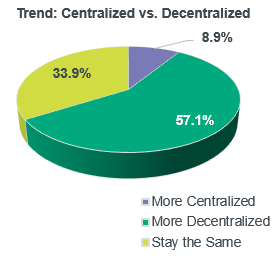 Trend: Centralized vs. Decentralized
8.9%
33.9%
57.1%
More Centralized
More Decentralized
Stay the Same